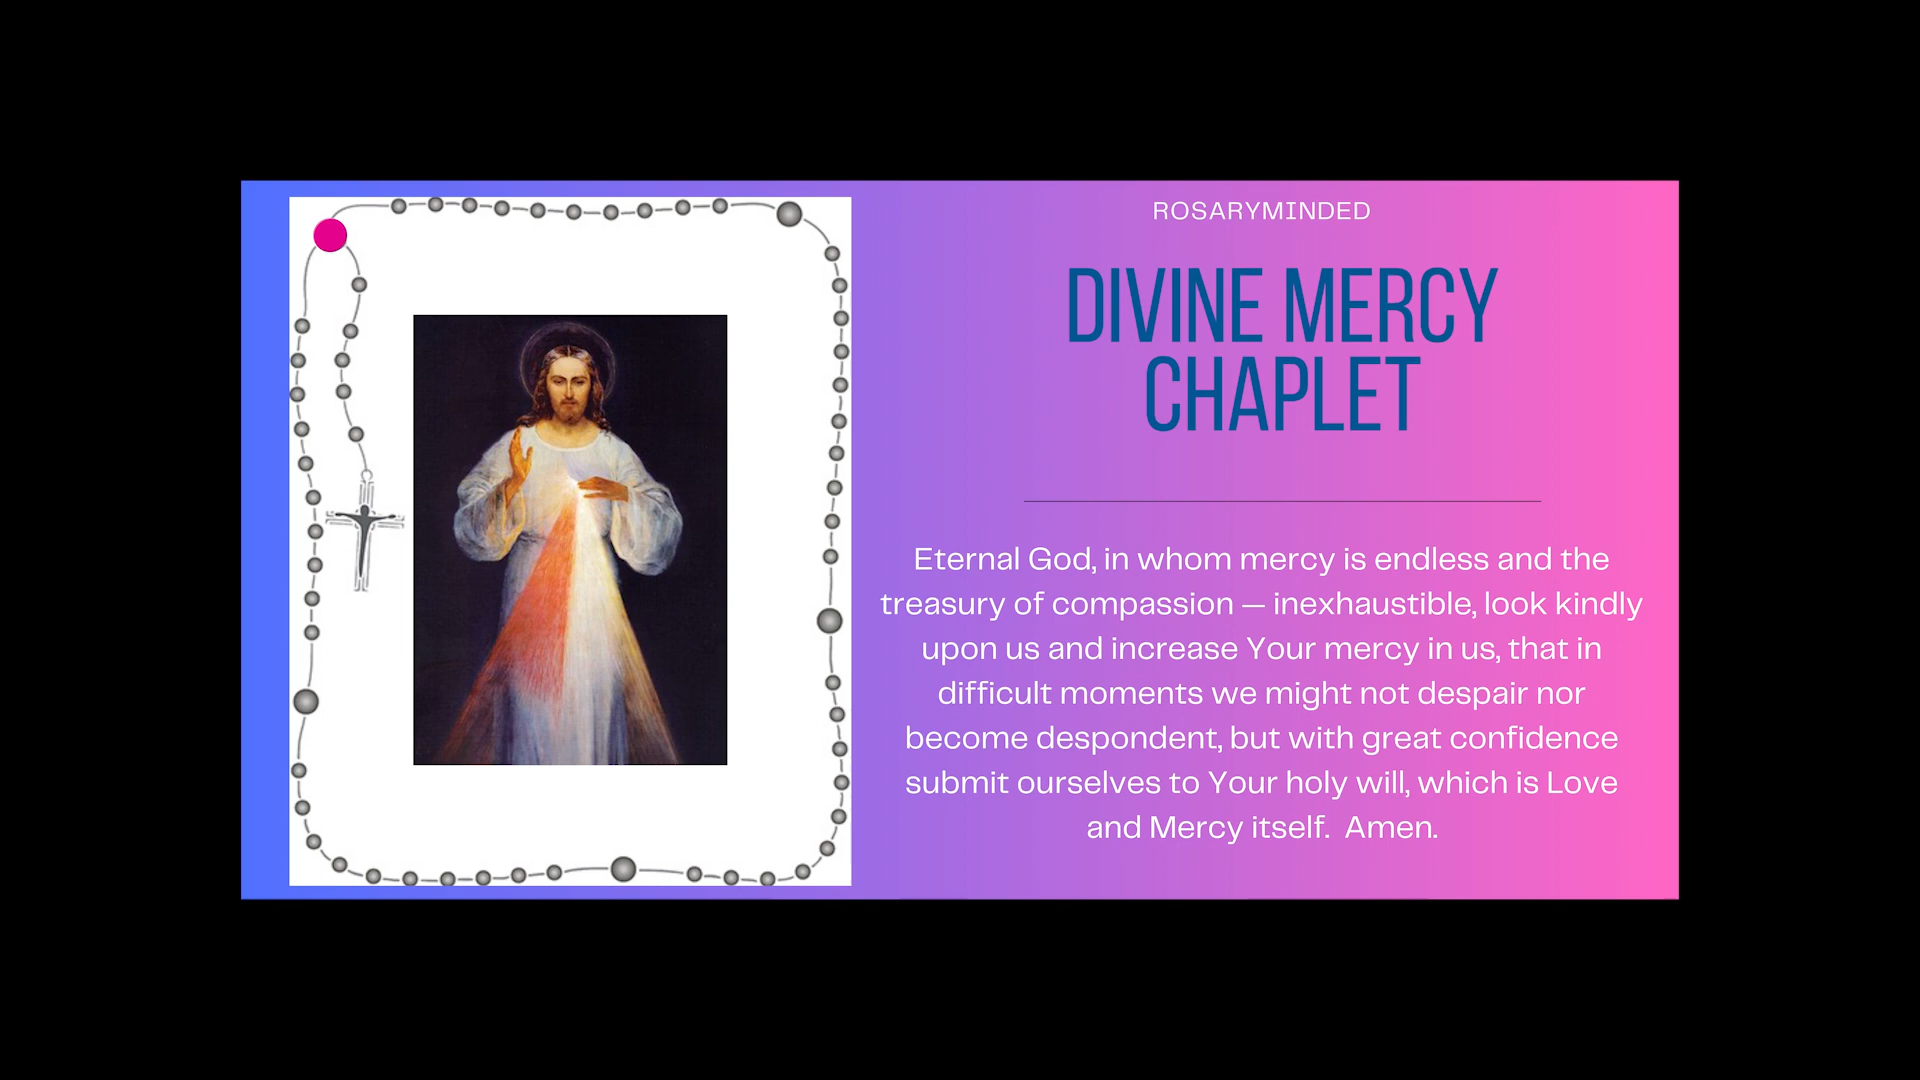 ROSARYMINDED
DIVINE MERCY
CHAPLET
Eternal God, in whom mercy is endless and the
treasury of compassion — inexhaustible, look kindly
upon us and increase Your mercy in us, that in
difficult moments we might not despair nor
become despondent, but with great confidence
submit ourselves to Your holy will, which is Love
and Mercy itself.  Amen.